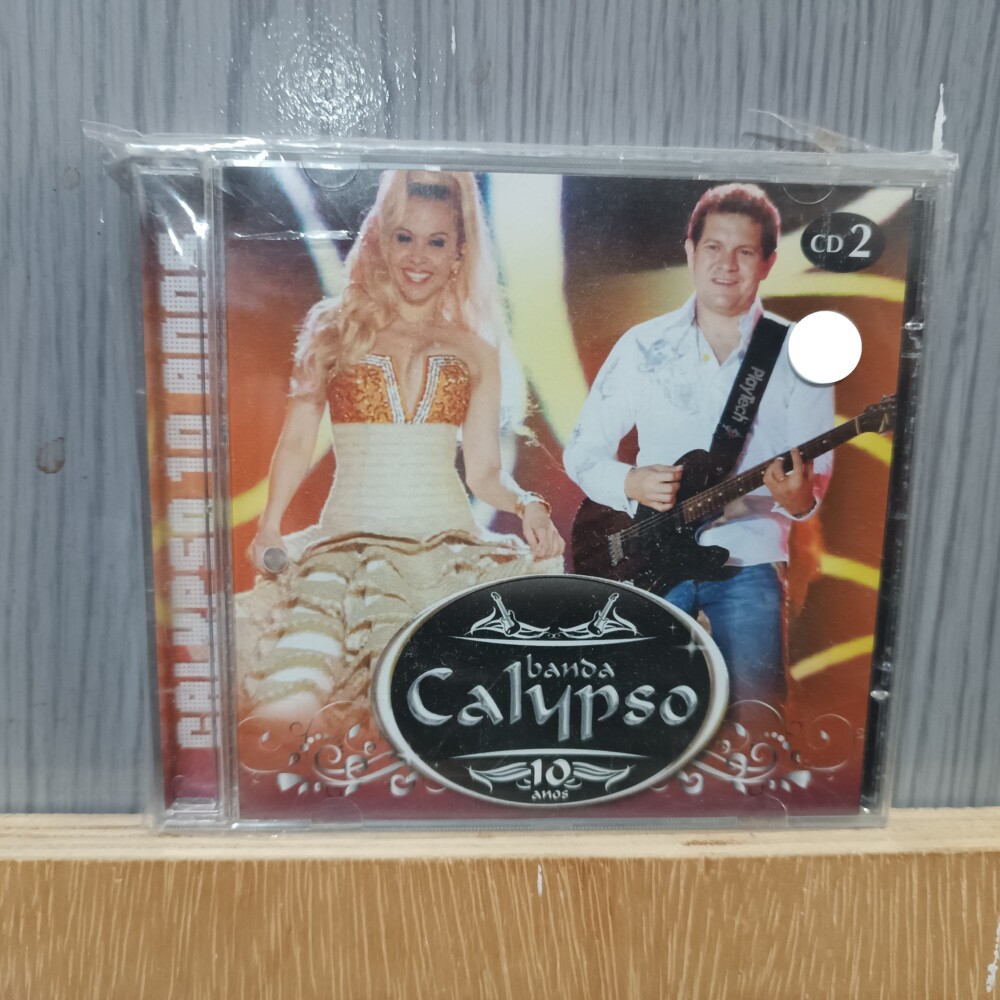 CALYPSO 10 ANOS
CD 2
PlayTech
banda
Calypso
10
anos